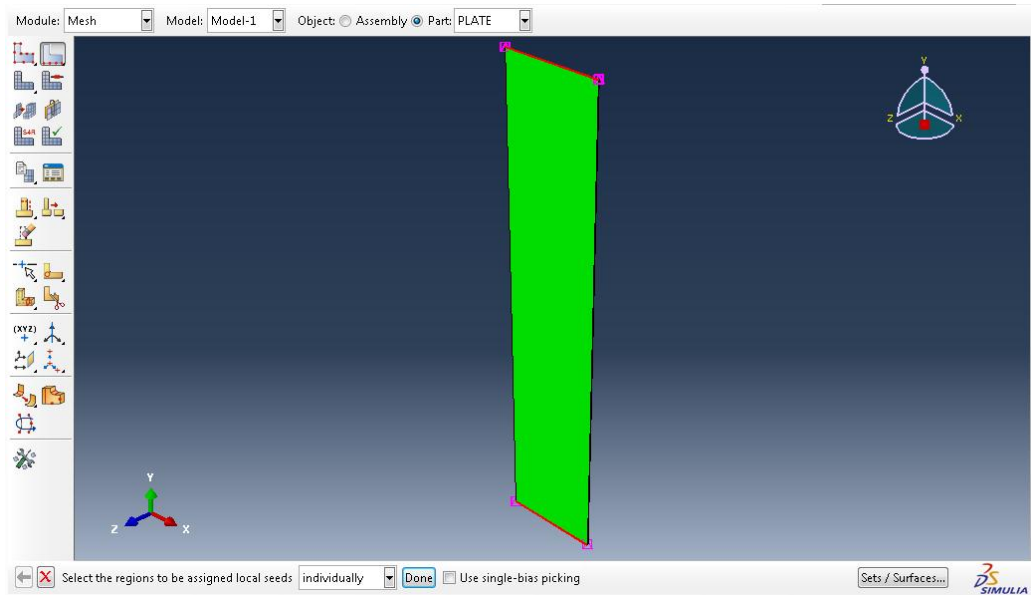 Module: Mesh Model: Model-1 Object: Assembly Part: PLATE
S4R
(XYZ)
Y
Z X
Y
Z X
Select the regions to be assigned local seeds individually Done Use single-bias picking Sets / Surfaces...
SIMULIA